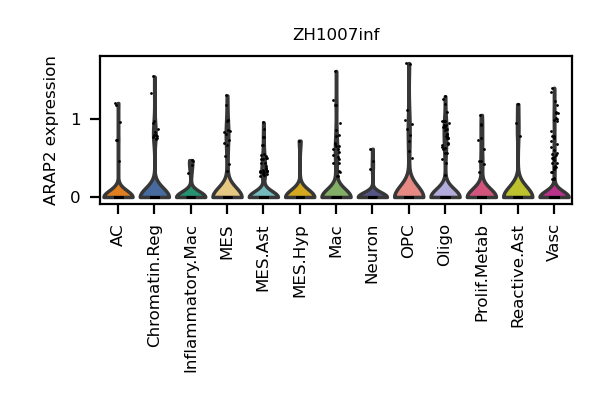 ZH1007inf
ARAP2 expression
1
0
AC
Chromatin.Reg
Inflammatory.Mac
MES
MES.Ast
MES.Hyp
Mac
Neuron
OPC
Oligo
Prolif.Metab
Reactive.Ast
Vasc